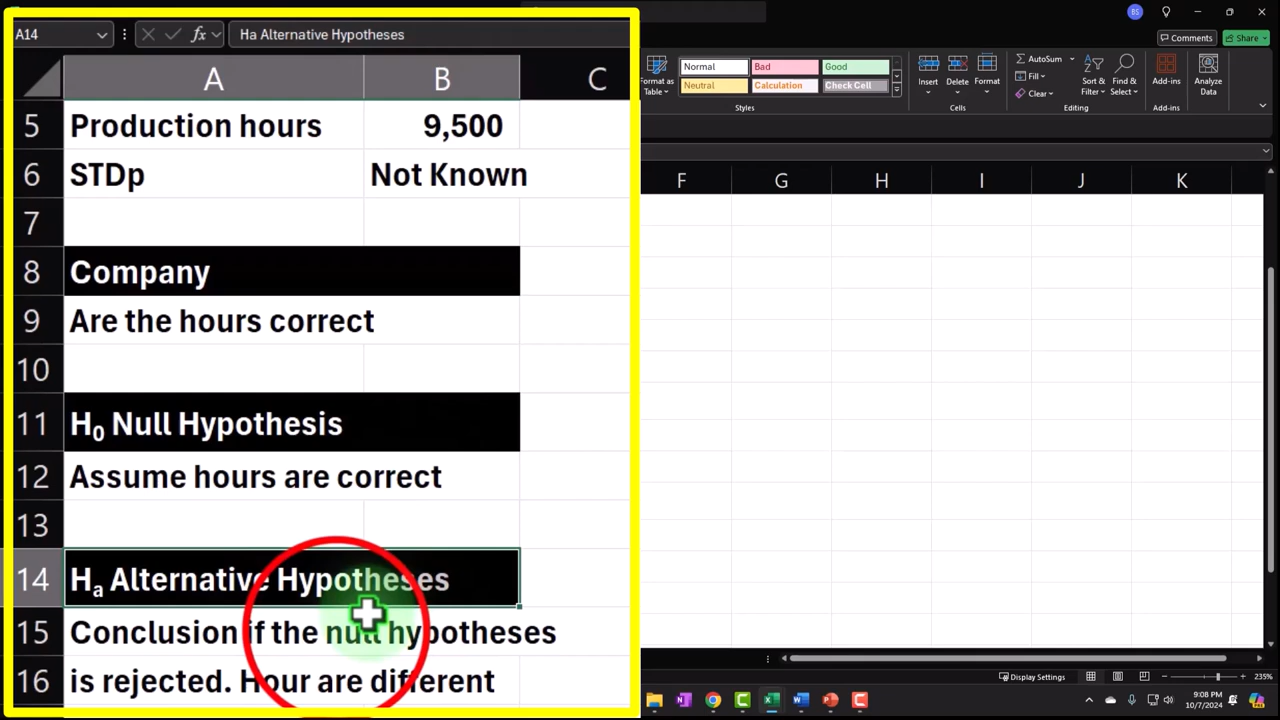 BS
A14
fx
Ha Alternative Hypotheses
Comments
Share
Format as Table
Normal
Bad
Good
Neutral
Calculation
Check Cell
Styles
Insert
Delete
Format
Cells
AutoSum
Fill
Clear
Sort & Filter
Find & Select
Editing
Add-ins
Add-ins
Analyze Data
A B C F G H I J K
5 Production hours 9,500
6 STDp Not Known
7
8 Company
9 Are the hours correct
10
11 H0 Null Hypothesis
12 Assume hours are correct
13
14 Ha Alternative Hypotheses
15 Conclusion if the null hypotheses
16 is rejected. Hour are different
Display Settings
235%
9:08 PM
10/7/2024